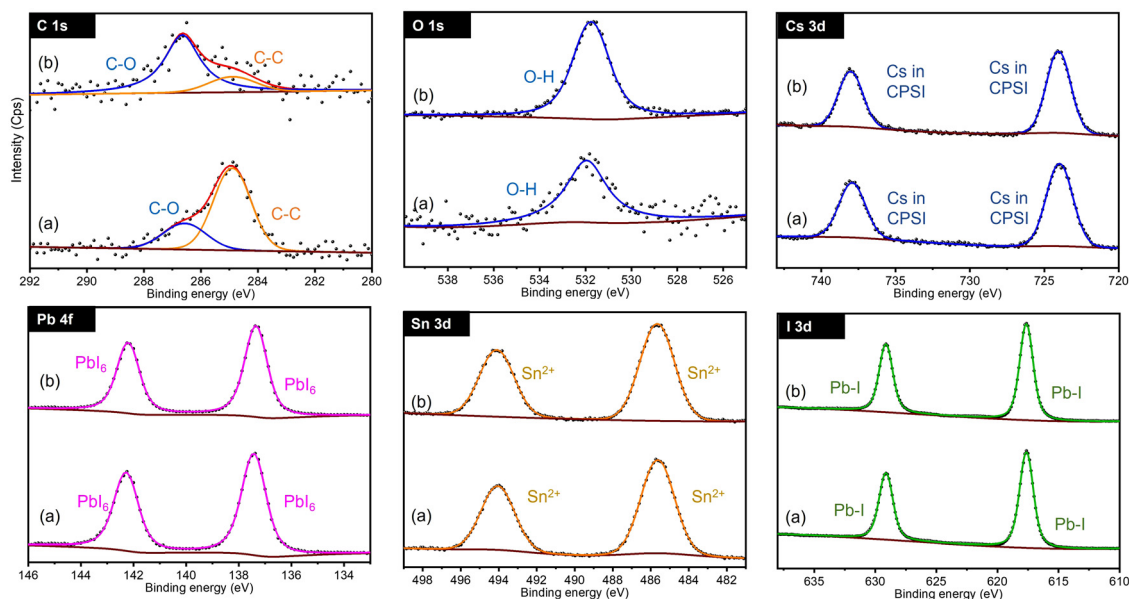 C 1s
(b)
C-O
C-C
(a)
C-O
C-C
Intensity (Cps)
292 290 288 286 284 282 280
Binding energy (eV)
O 1s
(b)
O-H
(a)
O-H
538 536 534 532 530 528 526
Binding energy (eV)
Cs 3d
(b)
Cs in
CPSI
Cs in
CPSI
(a)
Cs in
CPSI
Cs in
CPSI
740 735 730 725 720
Binding energy (eV)
Pb 4f
(b)
PbI₆
PbI₆
(a)
PbI₆
PbI₆
146 144 142 140 138 136 134
Binding energy (eV)
Sn 3d
(b)
Sn²⁺
Sn²⁺
(a)
Sn²⁺
Sn²⁺
498 496 494 492 490 488 486 484 482
Binding energy (eV)
I 3d
(b)
Pb-I
Pb-I
(a)
Pb-I
Pb-I
635 630 625 620 615 610
Binding energy (eV)